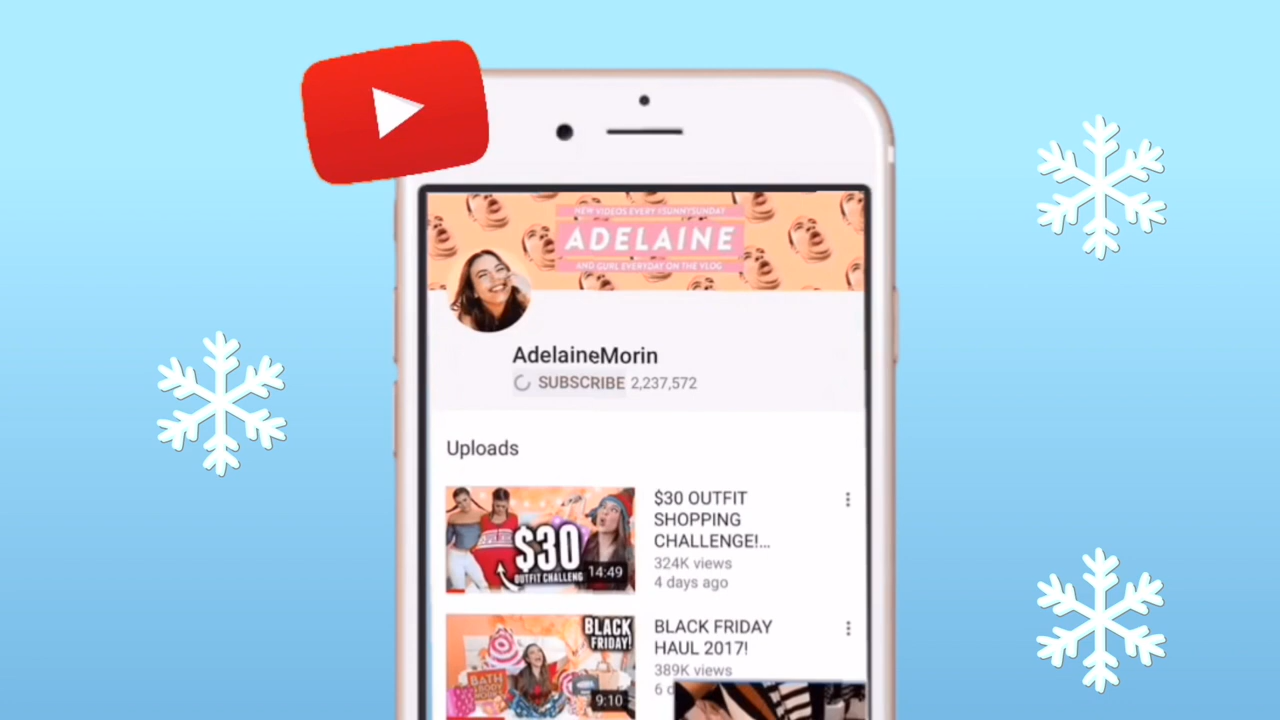 NEW VIDEOS EVERY #SUNNYSUNDAY
ADELAINE
AND GURL EVERYDAY ON THE VLOG
AdelaineMorin
SUBSCRIBE 2,237,572
Uploads
$30
OUTFIT CHALLENG
14:49
$30 OUTFIT
SHOPPING
CHALLENGE!...
324K views
4 days ago
BLACK
FRIDAY!
BATH
9:10
BLACK FRIDAY
HAUL 2017!
389K views
6 d